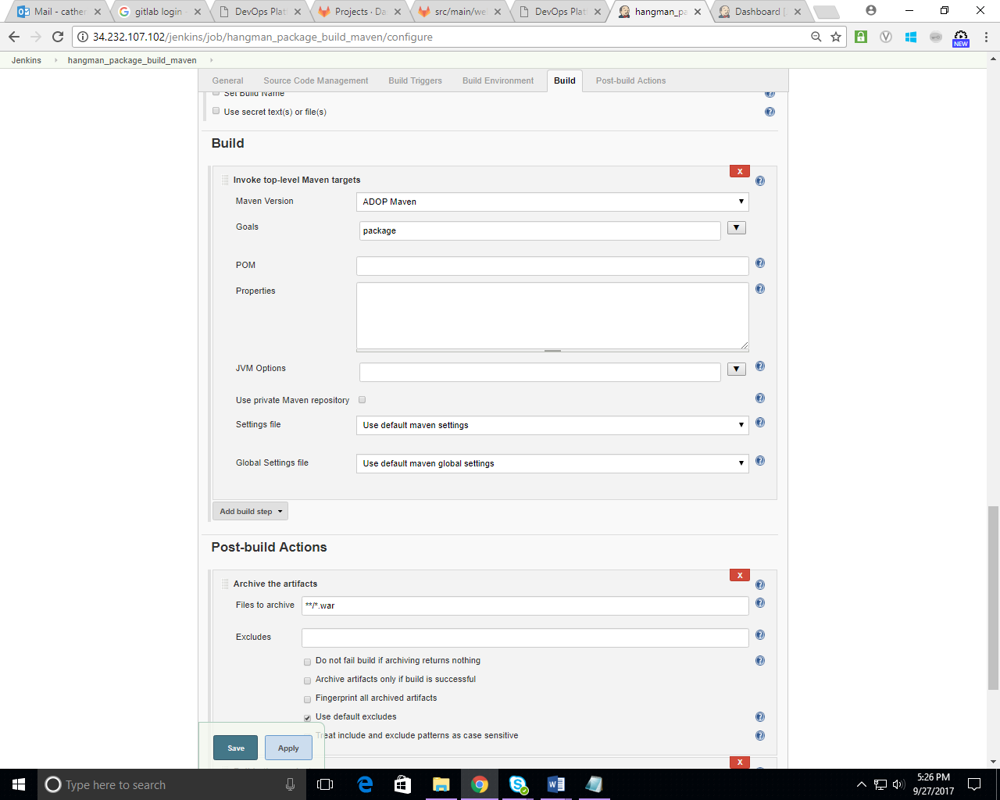 Mail - cather
gitlab login
DevOps Plat
Projects · Da
src/main/we
DevOps Plat
hangman_pa
Dashboard [
34.232.107.102/jenkins/job/hangman_package_build_maven/configure
NEW
Jenkins
hangman_package_build_maven
General
Source Code Management
Build Triggers
Build Environment
Build
Post-build Actions
Set Build Name
Use secret text(s) or file(s)
Build
X
Invoke top-level Maven targets
Maven Version
ADOP Maven
Goals
package
POM
Properties
JVM Options
Use private Maven repository
Settings file
Use default maven settings
Global Settings file
Use default maven global settings
Add build step
Post-build Actions
X
Archive the artifacts
Files to archive
**/*.war
Excludes
Do not fail build if archiving returns nothing
Archive artifacts only if build is successful
Fingerprint all archived artifacts
Use default excludes
Treat include and exclude patterns as case sensitive
Save
Apply
X
Type here to search
5:26 PM
9/27/2017